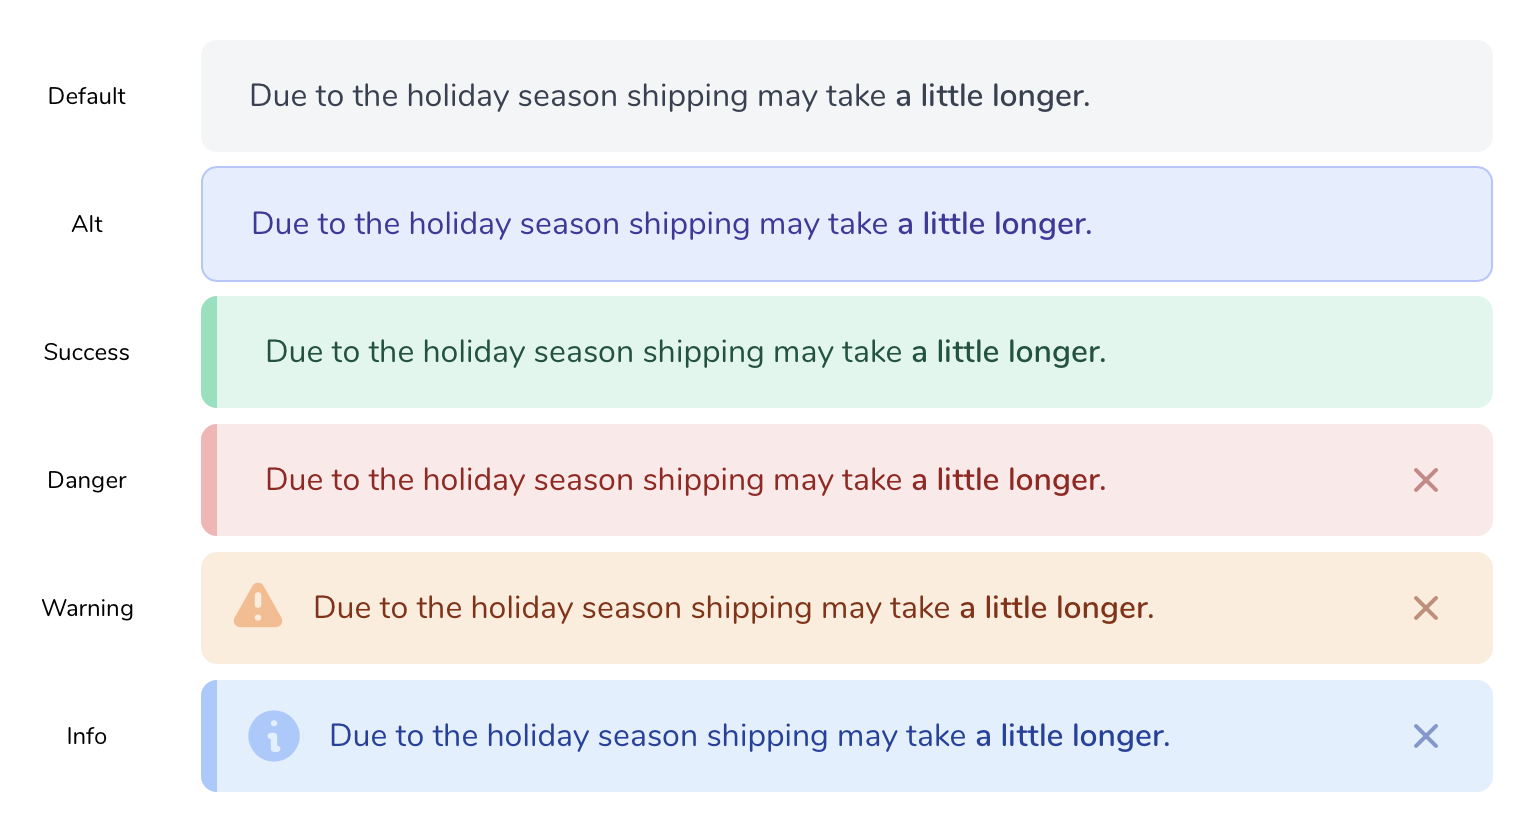 Default
Due to the holiday season shipping may take a little longer.
Alt
Due to the holiday season shipping may take a little longer.
Success
Due to the holiday season shipping may take a little longer.
Danger
Due to the holiday season shipping may take a little longer.
Warning
Due to the holiday season shipping may take a little longer.
Info
Due to the holiday season shipping may take a little longer.